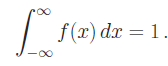 ∫_{-∞}^{∞} f(x) dx = 1.